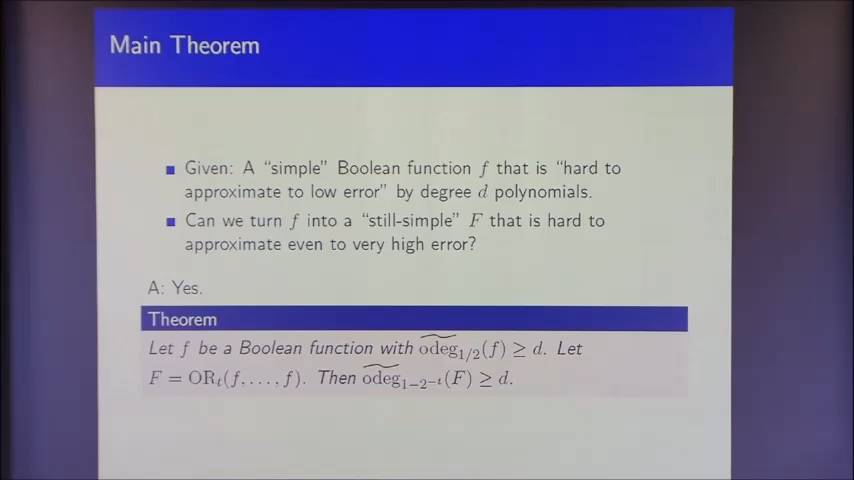 Main Theorem
Given: A “simple” Boolean function f that is “hard to
approximate to low error” by degree d polynomials.
Can we turn f into a “still-simple” F that is hard to
approximate even to very high error?
A: Yes.
Theorem
Let f be a Boolean function with õdeg₁/₂(f) ≥ d. Let
F = ORₜ(f, . . . , f). Then õdeg₁₋₂₋ₜ(F) ≥ d.